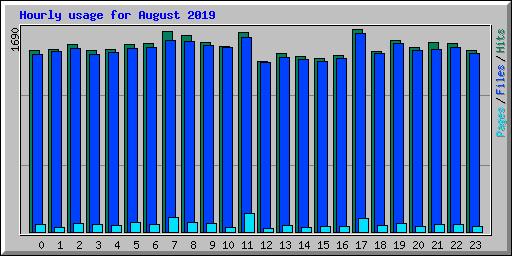 Hourly usage for August 2019
1690
Pages/Files/Hits
0 1 2 3 4 5 6 7 8 9 10 11 12 13 14 15 16 17 18 19 20 21 22 23